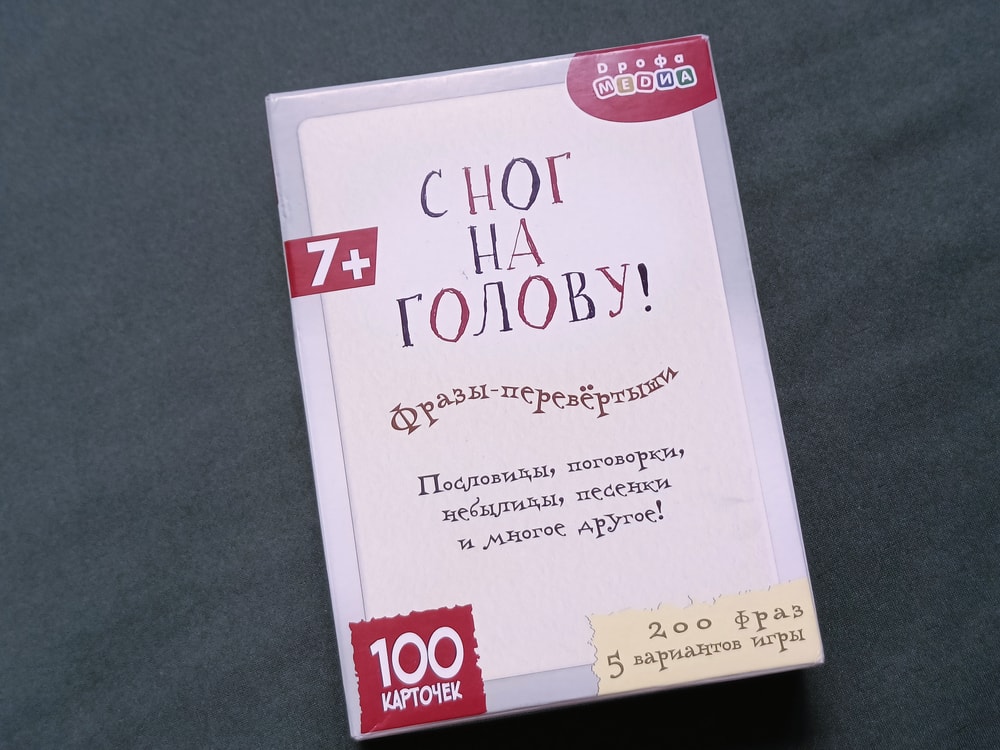 Дрофа
МЕДИА
С НОГ
НА
ГОЛОВУ!
7+
Фразы-перевёртыши
Пословицы, поговорки,
небылицы, песенки
и многое другое!
100
КАРТОЧЕК
200 фраз
5 вариантов игры